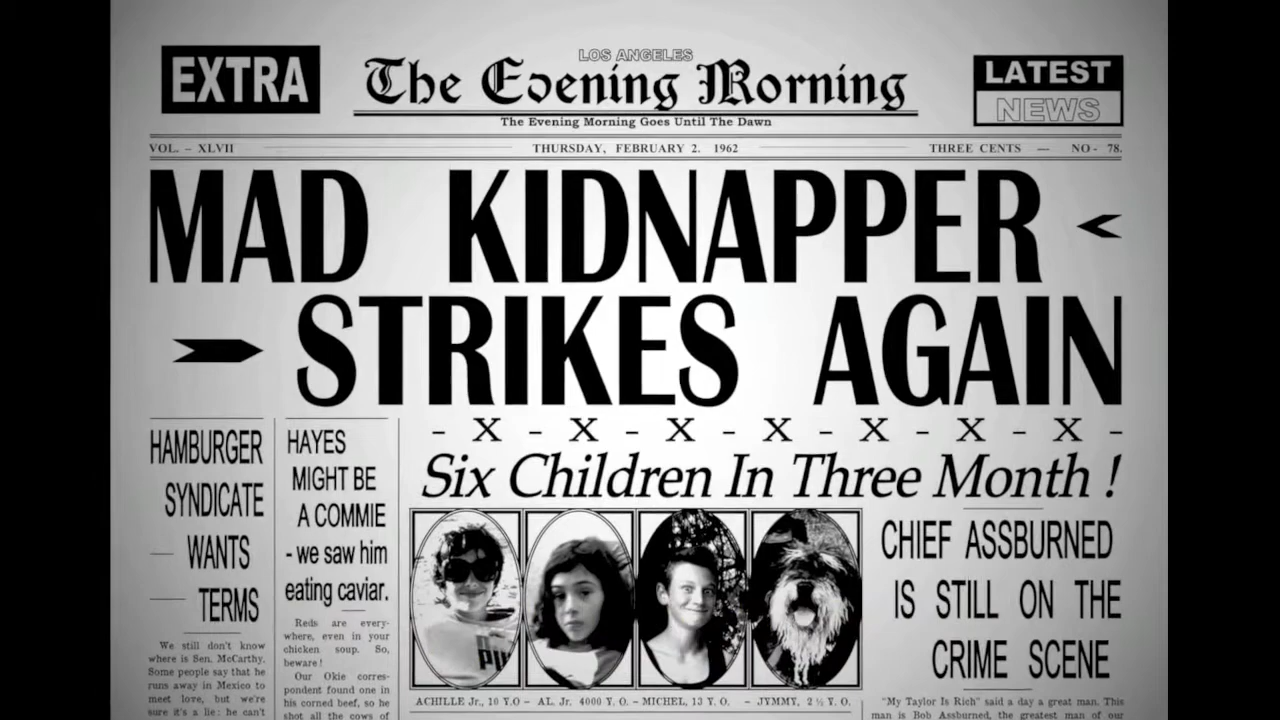 EXTRA
LOS ANGELES
The Evening Morning
The Evening Morning Goes Until The Dawn
LATEST
NEWS
VOL. - XLVII
THURSDAY, FEBRUARY 2. 1962
THREE CENTS — NO - 78.
MAD KIDNAPPER
STRIKES AGAIN
- X - X - X - X - X - X - X -
Six Children In Three Month !
HAMBURGER
SYNDICATE
WANTS
TERMS
We still don't know
where is Sen. McCarthy.
Some people say that he
runs away in Mexico to
meet love, but we're
sure it's a lie : he can't
HAYES
MIGHT BE
A COMMIE
- we saw him
eating caviar.
Reds are every-
where, even in your
chicken soup. So,
beware !
Our Okie corres-
pondent found one in
his corned beef, so he
shot all the cows of
PU
ACHILLE Jr., 10 Y.O - AL. Jr. 4000 Y. O. - MICHEL, 13 Y. O. - JYMMY, 2 ½ Y. O.
CHIEF ASSBURNED
IS STILL ON THE
CRIME SCENE
"My Taylor Is Rich" said a day a great man. This
man is Bob Assburned, the greatest man of our